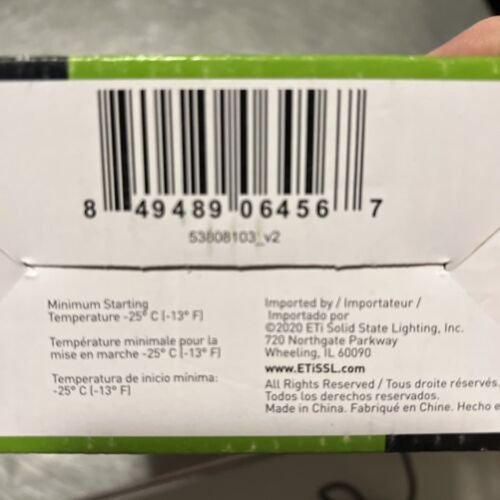 8 49489 06456 7
53808103_v2
Minimum Starting
Temperature -25° C (-13° F)
Température minimale pour la
mise en marche -25° C (-13° F)
Temperatura de inicio mínima:
-25° C (-13° F)
Imported by / Importateur /
Importado por
©2020 ETi Solid State Lighting, Inc.
720 Northgate Parkway
Wheeling, IL 60090
www.ETiSSL.com
All Rights Reserved / Tous droite réservés.
Todos los derechos reservados.
Made in China. Fabriqué en Chine. Hecho e